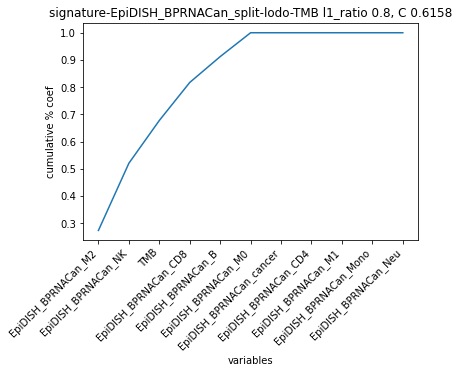 signature-EpiDISH_BPRNACan_split-lodo-TMB l1_ratio 0.8, C 0.6158
cumulative % coef
1.0
0.9
0.8
0.7
0.6
0.5
0.4
0.3
EpiDISH_BPRNACan_M2
EpiDISH_BPRNACan_NK
TMB
EpiDISH_BPRNACan_CD8
EpiDISH_BPRNACan_B
EpiDISH_BPRNACan_M0
EpiDISH_BPRNACan_cancer
EpiDISH_BPRNACan_CD4
EpiDISH_BPRNACan_M1
EpiDISH_BPRNACan_Mono
EpiDISH_BPRNACan_Neu
variables